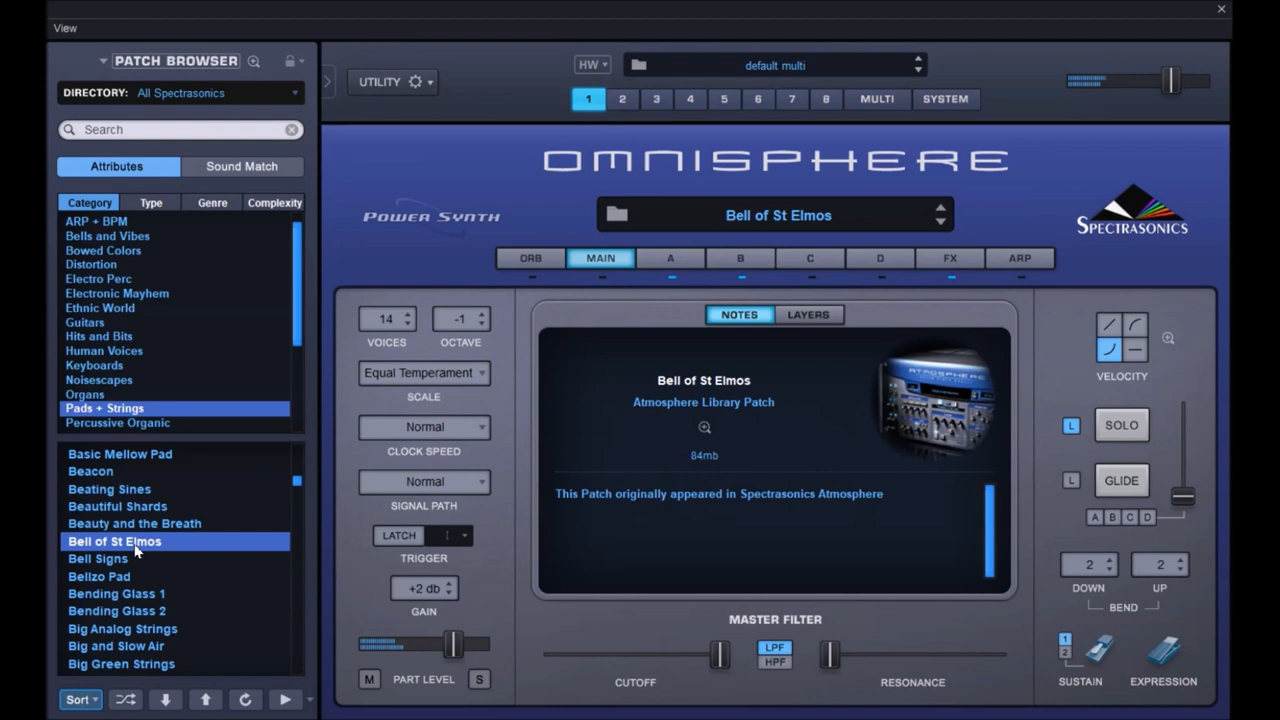 View
PATCH BROWSER
DIRECTORY: All Spectrasonics
Search
Attributes Sound Match
Category Type Genre Complexity
ARP + BPM
Bells and Vibes
Bowed Colors
Distortion
Electro Perc
Electronic Mayhem
Ethnic World
Guitars
Hits and Bits
Human Voices
Keyboards
Noisescapes
Organs
Pads + Strings
Percussive Organic
Basic Mellow Pad
Beacon
Beating Sines
Beautiful Shards
Beauty and the Breath
Bell of St Elmos
Bell Signs
Bellzo Pad
Bending Glass 1
Bending Glass 2
Big Analog Strings
Big and Slow Air
Big Green Strings
Sort
UTILITY
HW
default multi
1 2 3 4 5 6 7 8 MULTI SYSTEM
OMNISPHERE
POWER SYNTH
Bell of St Elmos
SPECTRASONICS
ORB MAIN A B C D FX ARP
14 -1
VOICES OCTAVE
Equal Temperament
SCALE
Normal
CLOCK SPEED
Normal
SIGNAL PATH
LATCH
TRIGGER
+2 db
GAIN
M PART LEVEL S
NOTES LAYERS
Bell of St Elmos
Atmosphere Library Patch
84mb
This Patch originally appeared in Spectrasonics Atmosphere
ATMOSPHERE
MASTER FILTER
LPF
HPF
CUTOFF RESONANCE
VELOCITY
L SOLO
L GLIDE
A B C D
2 2
DOWN UP
BEND
1
2
SUSTAIN EXPRESSION